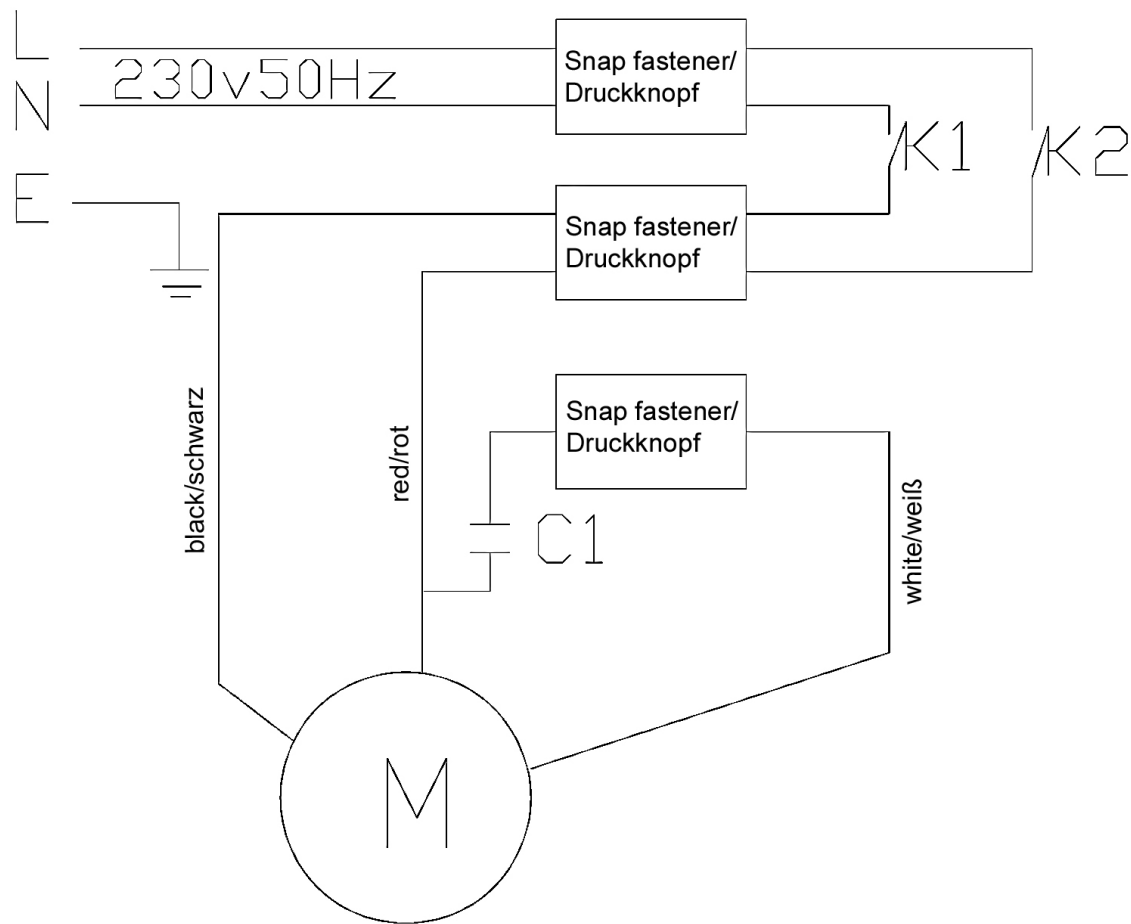 L
230v50Hz
N
E
Snap fastener/
Druckknopf
K1
K2
Snap fastener/
Druckknopf
black/schwarz
red/rot
Snap fastener/
Druckknopf
C1
white/weiß
M